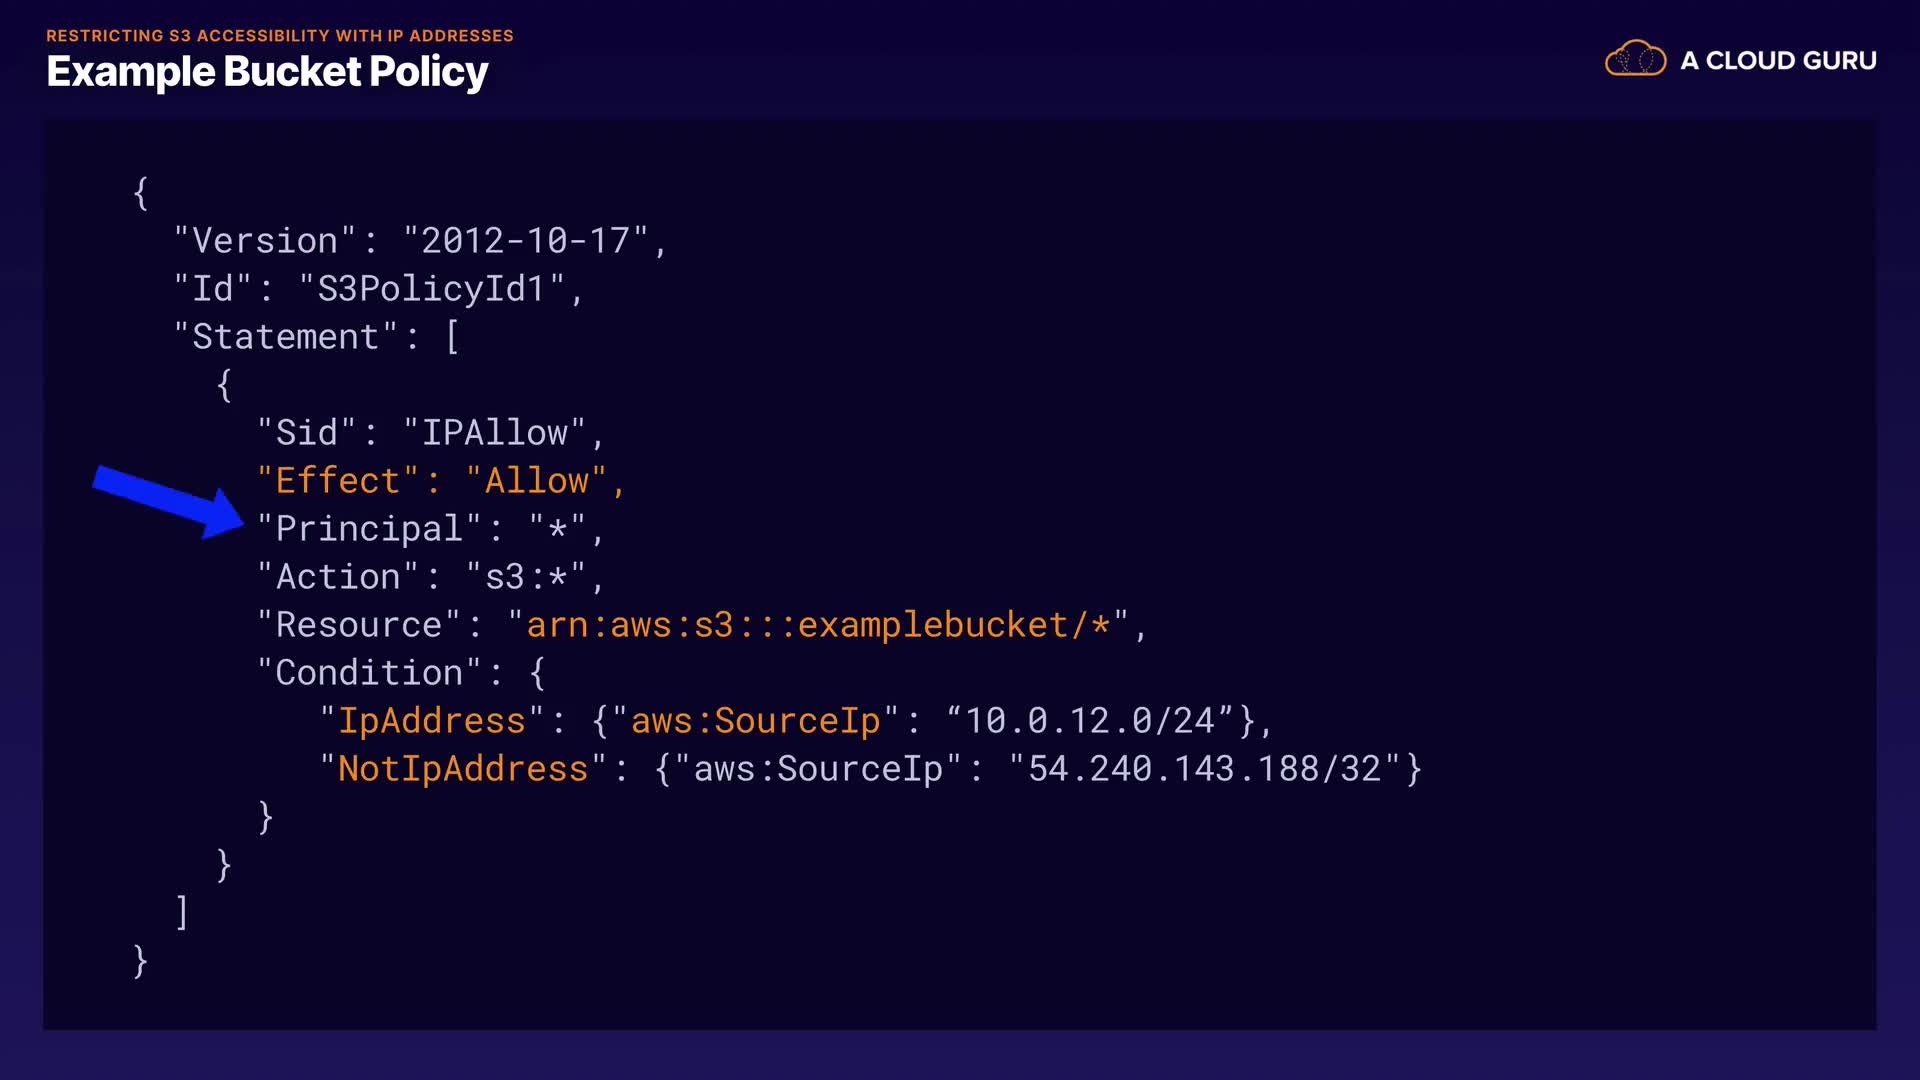 RESTRICTING S3 ACCESSIBILITY WITH IP ADDRESSES
Example Bucket Policy
A CLOUD GURU
{
"Version": "2012-10-17",
"Id": "S3PolicyId1",
"Statement": [
{
"Sid": "IPAllow",
"Effect": "Allow",
"Principal": "*",
"Action": "s3:*",
"Resource": "arn:aws:s3:::examplebucket/*",
"Condition": {
"IpAddress": {"aws:SourceIp": “10.0.12.0/24”},
"NotIpAddress": {"aws:SourceIp": "54.240.143.188/32"}
}
}
]
}